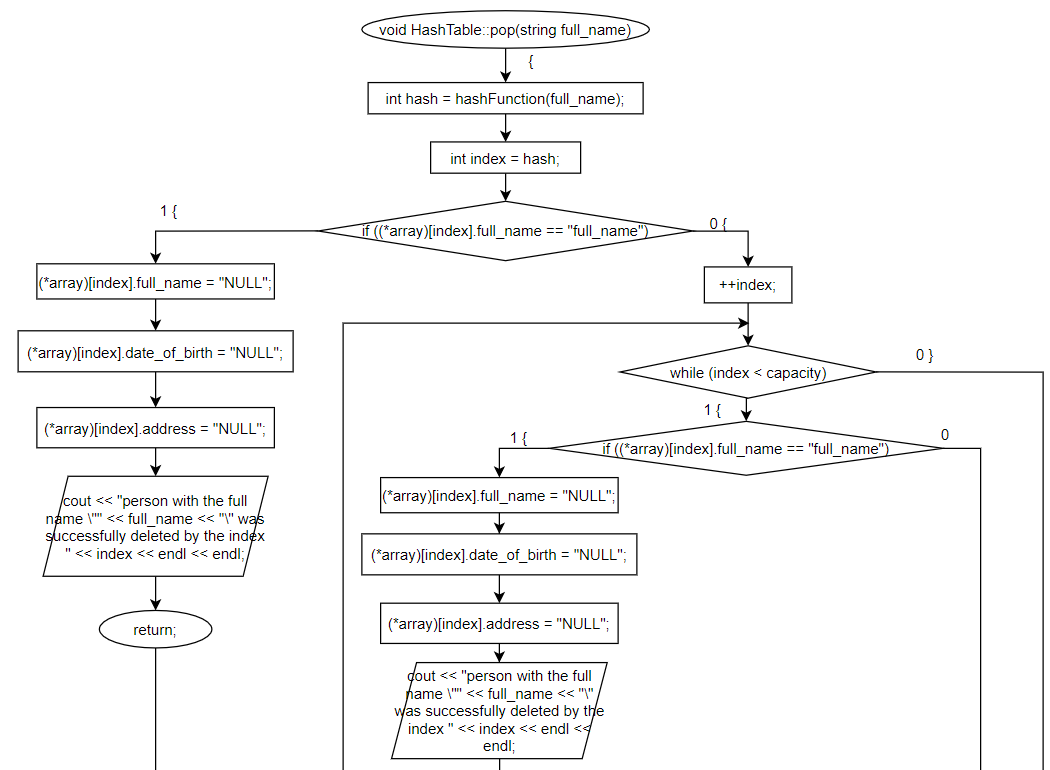 void HashTable::pop(string full_name)
{
int hash = hashFunction(full_name);
int index = hash;
if ((*array)[index].full_name == "full_name")
1 {
(*array)[index].full_name = "NULL";
(*array)[index].date_of_birth = "NULL";
(*array)[index].address = "NULL";
cout << "person with the full
name \"" << full_name << "\" was
successfully deleted by the index
" << index << endl << endl;
return;
0 {
++index;
while (index < capacity)
0 }
1 {
if ((*array)[index].full_name == "full_name")
0
1 {
(*array)[index].full_name = "NULL";
(*array)[index].date_of_birth = "NULL";
(*array)[index].address = "NULL";
cout << "person with the full
name \"" << full_name << "\"
was successfully deleted by the
index " << index << endl <<
endl;